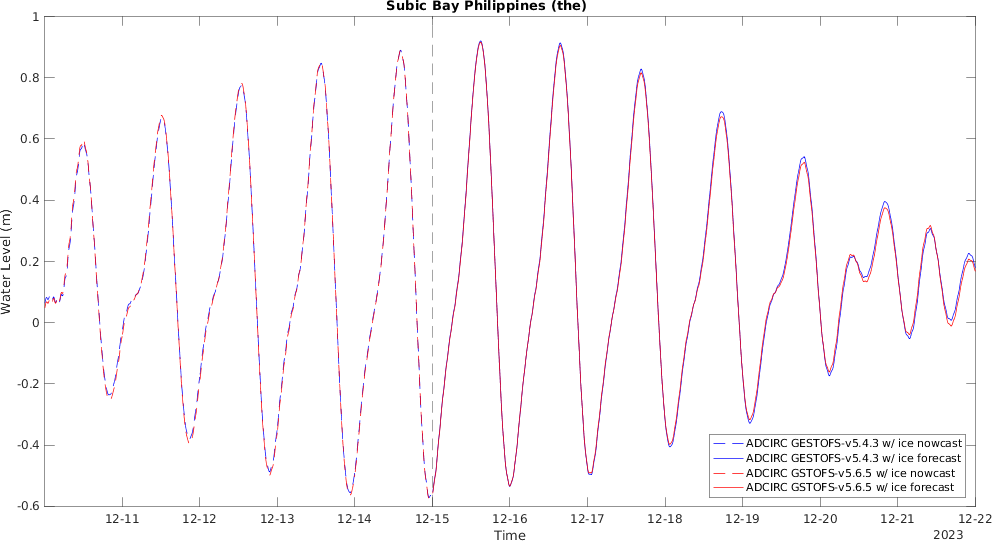 Subic Bay Philippines (the)
1
0.8
0.6
0.4
0.2
0
-0.2
-0.4
-0.6
Water Level (m)
ADCIRC GESTOFS-v5.4.3 w/ ice nowcast
ADCIRC GESTOFS-v5.4.3 w/ ice forecast
ADCIRC GSTOFS-v5.6.5 w/ ice nowcast
ADCIRC GSTOFS-v5.6.5 w/ ice forecast
12-11 12-12 12-13 12-14 12-15 12-16 12-17 12-18 12-19 12-20 12-21 12-22
Time
2023